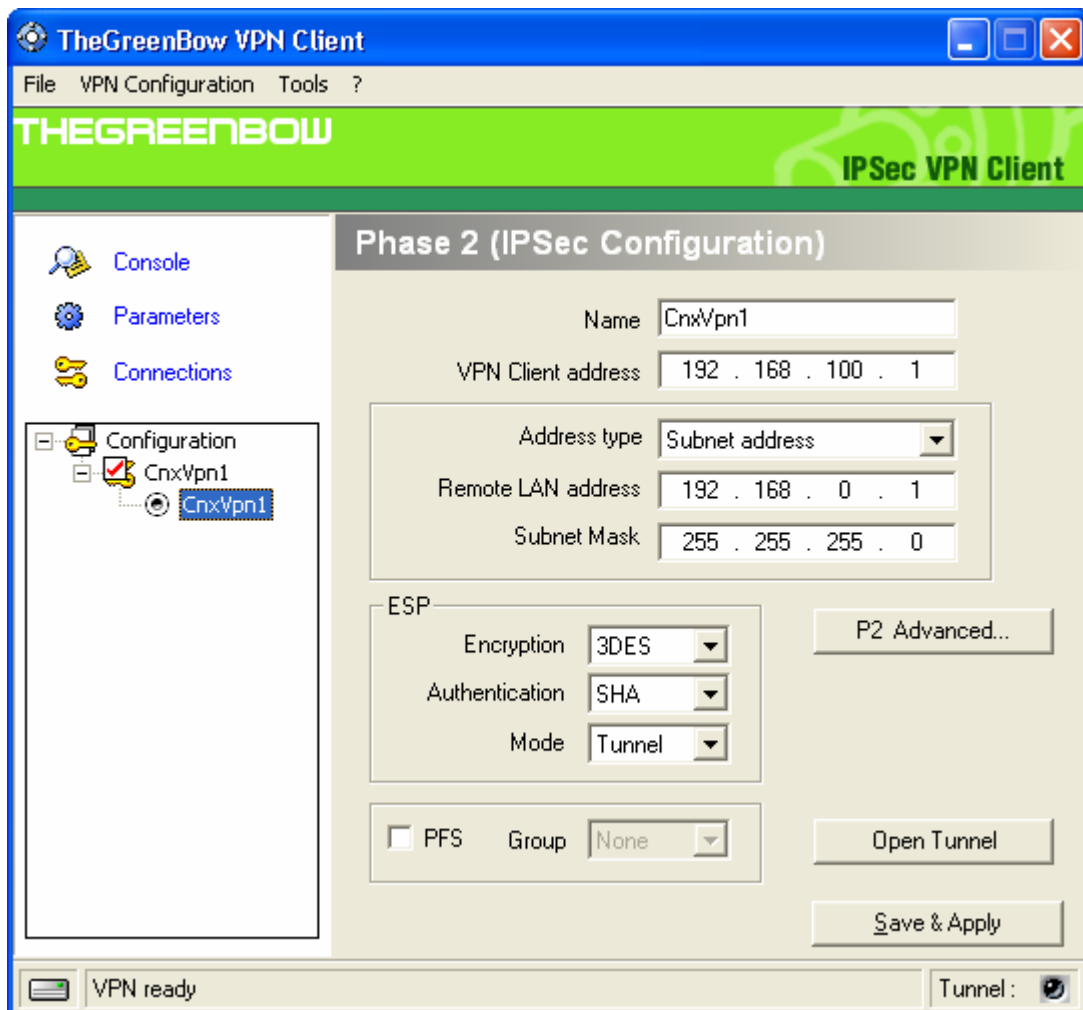 TheGreenBow VPN Client
File VPN Configuration Tools ?
THEGREENBOW
IPSec VPN Client
Console
Parameters
Connections
Configuration
CnxVpn1
CnxVpn1
Phase 2 (IPSec Configuration)
Name CnxVpn1
VPN Client address 192 . 168 . 100 . 1
Address type Subnet address
Remote LAN address 192 . 168 . 0 . 1
Subnet Mask 255 . 255 . 255 . 0
ESP
Encryption 3DES
Authentication SHA
Mode Tunnel
P2 Advanced...
PFS Group None
Open Tunnel
Save & Apply
VPN ready
Tunnel :